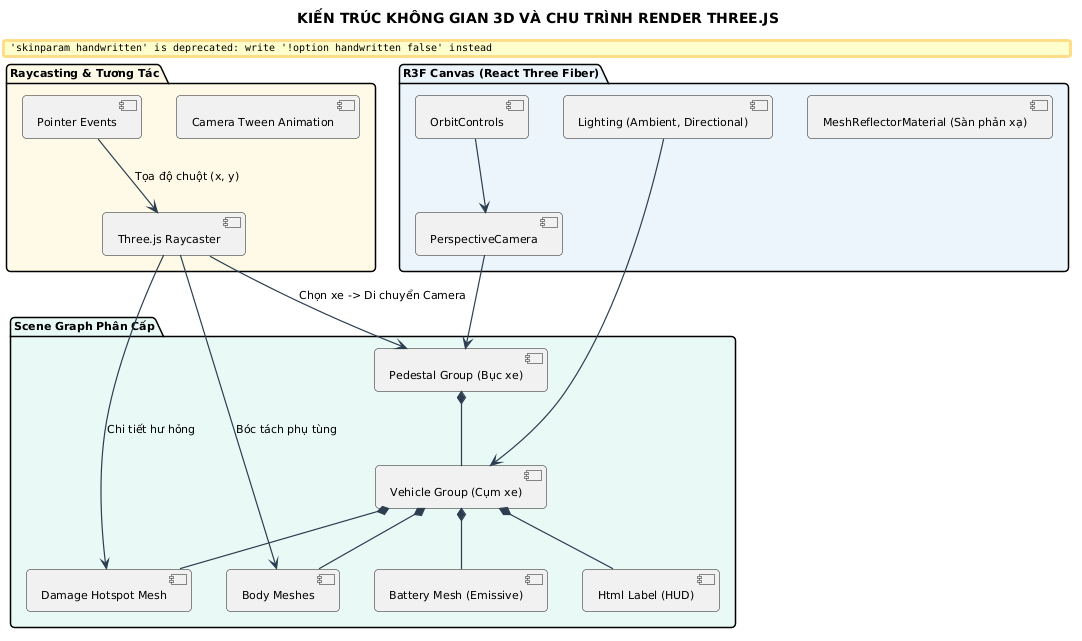 KIẾN TRÚC KHÔNG GIAN 3D VÀ CHU TRÌNH RENDER THREE.JS
'skinparam handwritten' is deprecated: write '!option handwritten false' instead
Raycasting & Tương Tác
R3F Canvas (React Three Fiber)
Pointer Events
Camera Tween Animation
OrbitControls
Lighting (Ambient, Directional)
MeshReflectorMaterial (Sàn phản xạ)
Tọa độ chuột (x, y)
Three.js Raycaster
PerspectiveCamera
Chọn xe -> Di chuyển Camera
Scene Graph Phân Cấp
Pedestal Group (Bục xe)
Chi tiết hư hỏng
Bóc tách phụ tùng
Vehicle Group (Cụm xe)
Damage Hotspot Mesh
Body Meshes
Battery Mesh (Emissive)
Html Label (HUD)